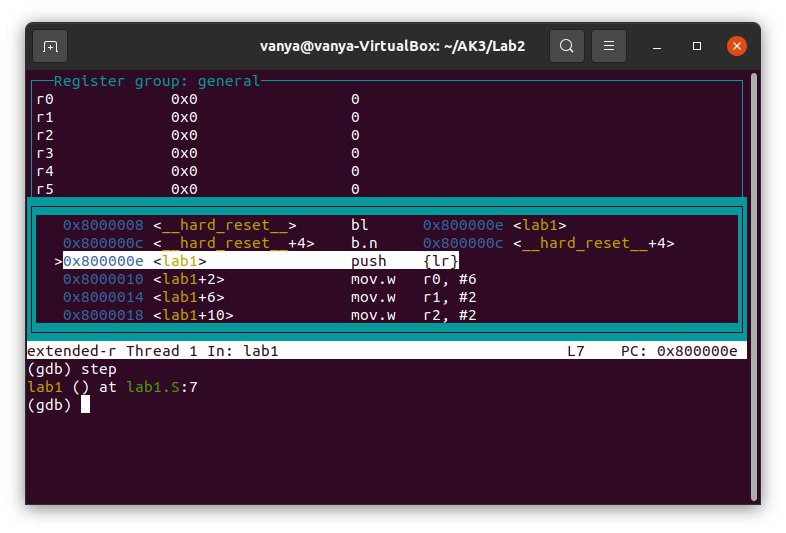 vanya@vanya-VirtualBox: ~/AK3/Lab2
Register group: general
r0 0x0 0
r1 0x0 0
r2 0x0 0
r3 0x0 0
r4 0x0 0
r5 0x0 0
0x8000008 <__hard_reset__> bl 0x800000e <lab1>
0x800000c <__hard_reset__+4> b.n 0x800000c <__hard_reset__+4>
>0x800000e <lab1> push {lr}
0x8000010 <lab1+2> mov.w r0, #6
0x8000014 <lab1+6> mov.w r1, #2
0x8000018 <lab1+10> mov.w r2, #2
extended-r Thread 1 In: lab1 L7 PC: 0x800000e
(gdb) step
lab1 () at lab1.S:7
(gdb)